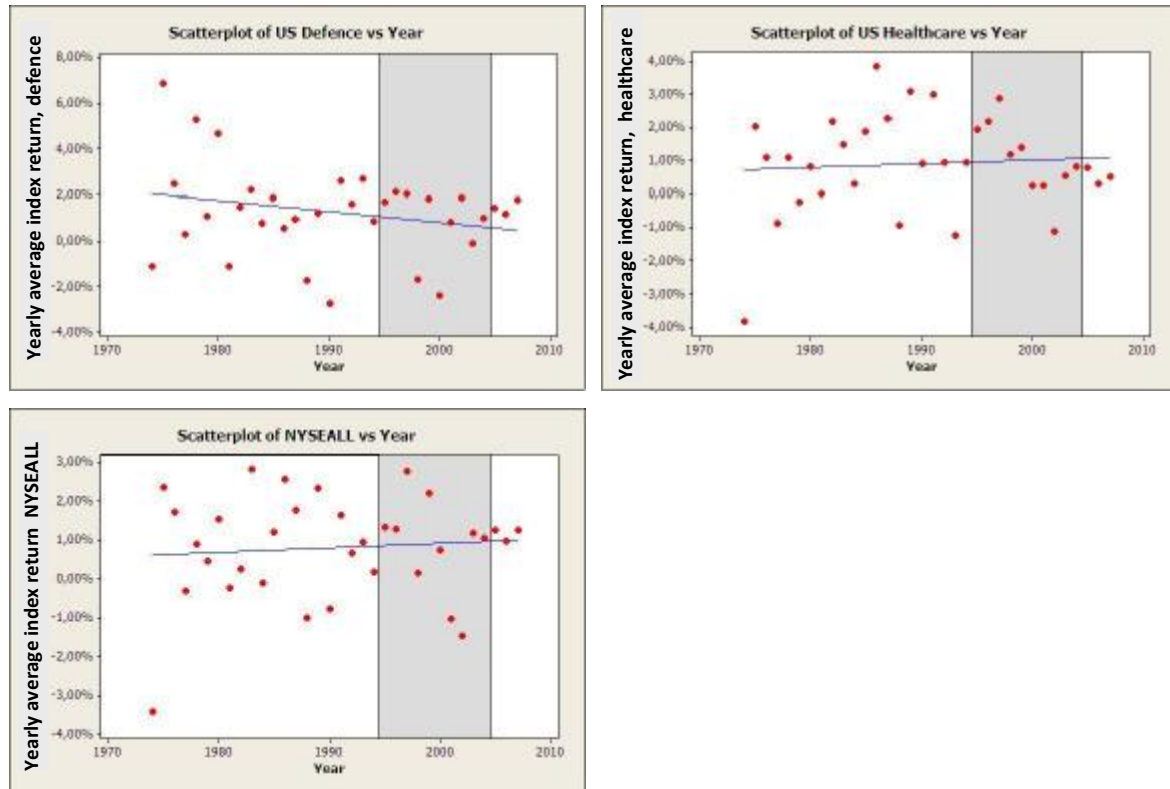 Scatterplot of US Defence vs Year
Yearly average index return, defence
8,00%
6,00%
4,00%
2,00%
0,00%
-2,00%
-4,00%
1970 1980 1990 2000 2010
Year
Scatterplot of US Healthcare vs Year
Yearly average index return, healthcare
4,00%
3,00%
2,00%
1,00%
0,00%
-1,00%
-2,00%
-3,00%
-4,00%
1970 1980 1990 2000 2010
Year
Scatterplot of NYSEALL vs Year
Yearly average index return NYSEALL
3,00%
2,00%
1,00%
0,00%
-1,00%
-2,00%
-3,00%
-4,00%
1970 1980 1990 2000 2010
Year